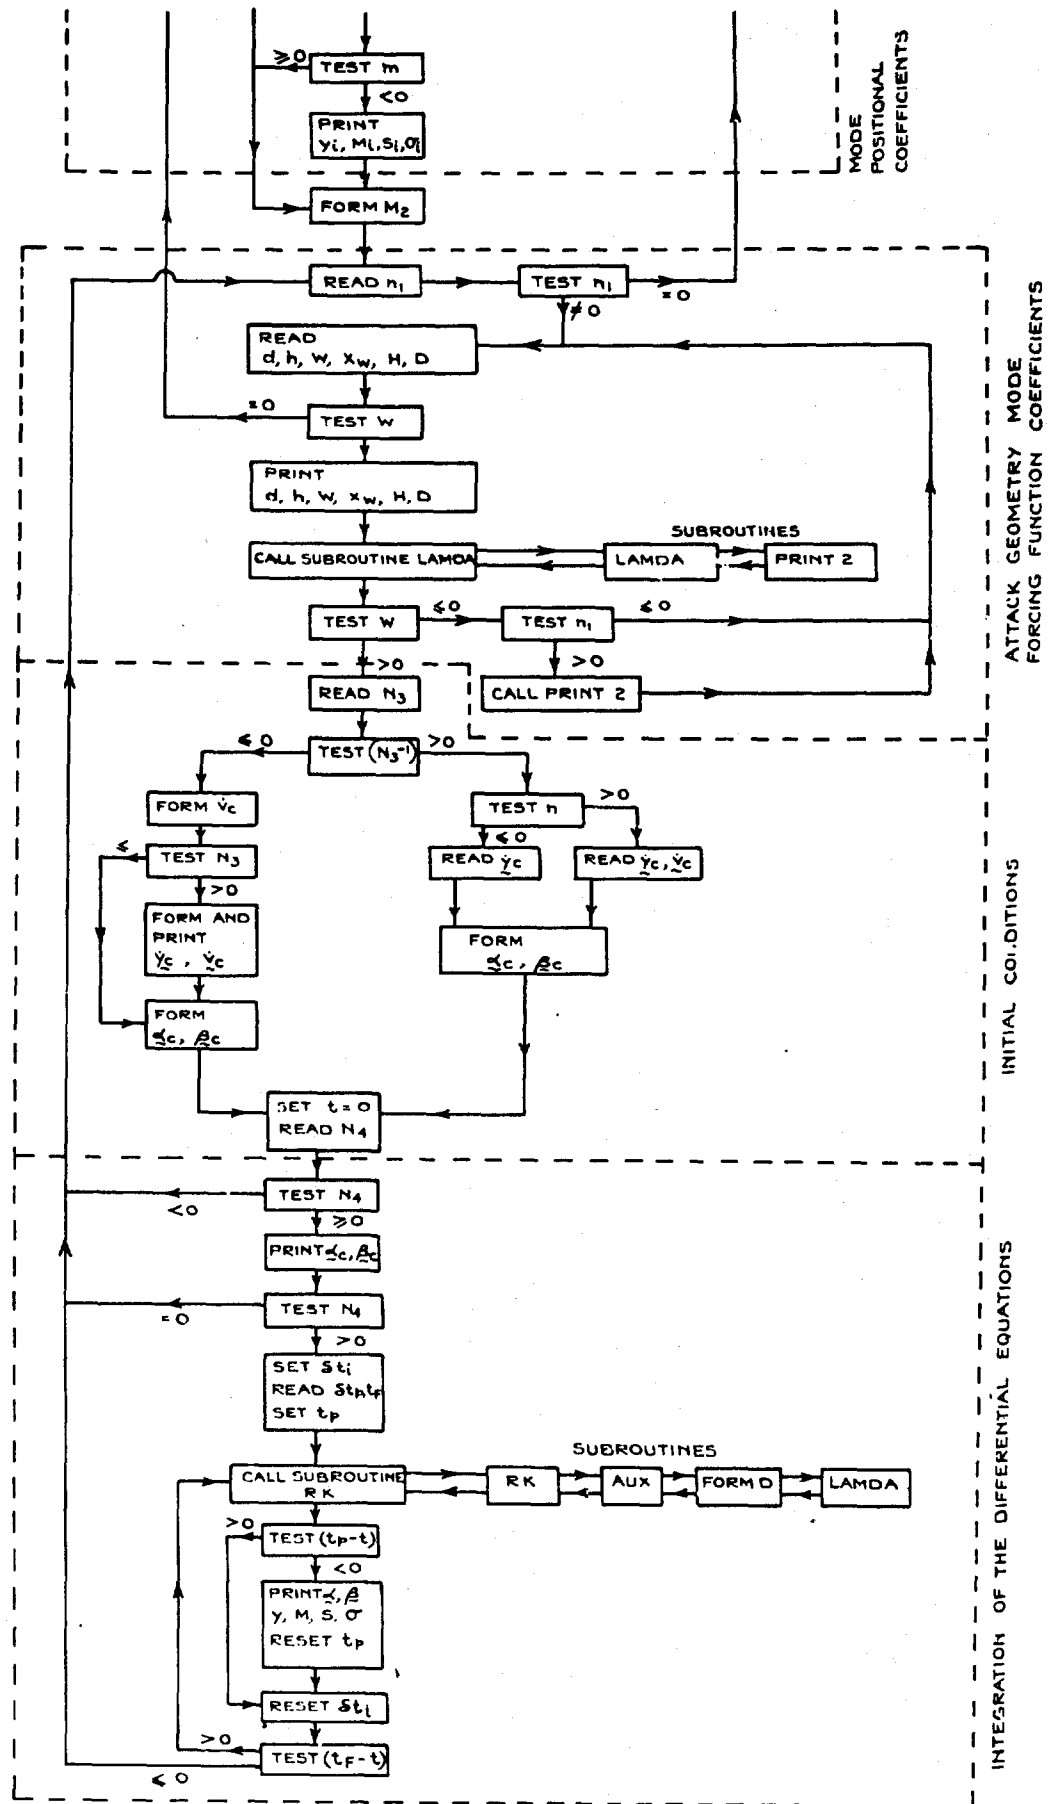 ≥0
TEST m
<0
PRINT
yi, Mi, Si, σi
MODE
POSITIONAL
COEFFICIENTS
FORM M2
READ n1
TEST n1
=0
≠0
READ
d, h, W, xw, H, D
=0
TEST W
PRINT
d, h, W, xw, H, D
SUBROUTINES
CALL SUBROUTINE LAMDA
LAMDA
PRINT 2
TEST W
≤0
TEST n1
≤0
>0
>0
READ N3
CALL PRINT 2
ATTACK GEOMETRY MODE
FORCING FUNCTION COEFFICIENTS
≤0
TEST (N3-1)
>0
FORM v̇c
TEST n
>0
≤
TEST N3
≤0
READ ẏc
READ ẏc, v̇c
>0
FORM AND
PRINT
ẏc, v̇c
FORM
αc, βc
FORM
αc, βc
INITIAL CONDITIONS
SET t=0
READ N4
TEST N4
<0
≥0
PRINT αc, βc
TEST N4
=0
>0
SET δti
READ δtp, tF
SET tp
SUBROUTINES
CALL SUBROUTINE
RK
RK
AUX
FORM D
LAMDA
>0
TEST (tp-t)
<0
PRINT α, β
y, M, S, σ
RESET tp
RESET δti
>0
TEST (tF-t)
≤0
INTEGRATION OF THE DIFFERENTIAL EQUATIONS